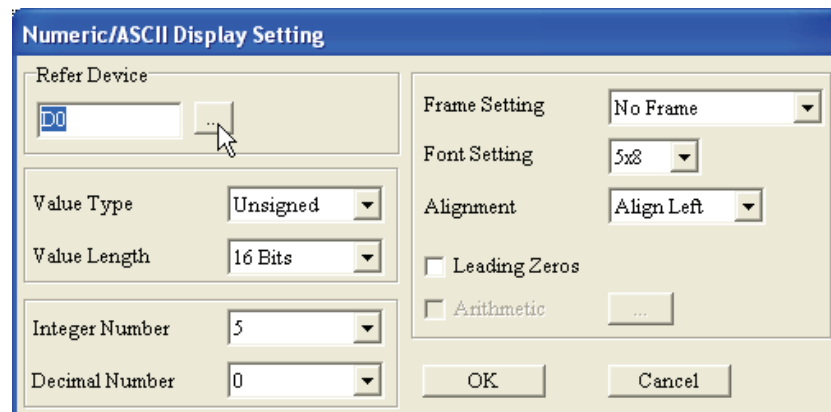 Numeric/ASCII Display Setting
Refer Device
D0
...
Value Type
Unsigned
Value Length
16 Bits
Integer Number
5
Decimal Number
0
Frame Setting
No Frame
Font Setting
5x8
Alignment
Align Left
Leading Zeros
Arithmetic
...
OK
Cancel